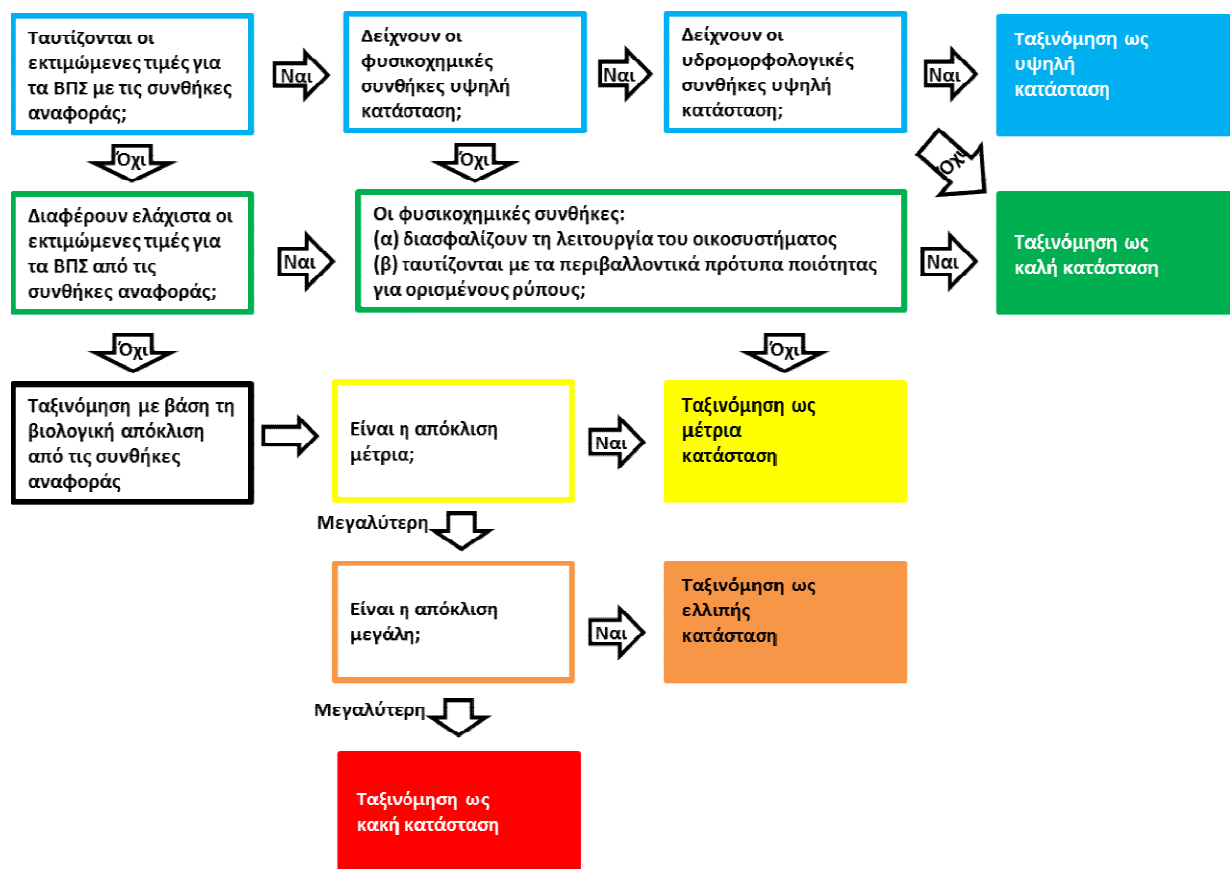 Ταυτίζονται οι
εκτιμώμενες τιμές για
τα ΒΠΣ με τις συνθήκες
αναφοράς;
Ναι
Δείχνουν οι
φυσικοχημικές
συνθήκες υψηλή
κατάσταση;
Ναι
Δείχνουν οι
υδρομορφολογικές
συνθήκες υψηλή
κατάσταση;
Ναι
Ταξινόμηση ως
υψηλή
κατάσταση
Όχι
Όχι
Όχι
Διαφέρουν ελάχιστα οι
εκτιμώμενες τιμές για
τα ΒΠΣ από τις
συνθήκες αναφοράς;
Ναι
Οι φυσικοχημικές συνθήκες:
(α) διασφαλίζουν τη λειτουργία του οικοσυστήματος
(β) ταυτίζονται με τα περιβαλλοντικά πρότυπα ποιότητας
για ορισμένους ρύπους;
Ναι
Ταξινόμηση ως
καλή κατάσταση
Όχι
Όχι
Ταξινόμηση με βάση τη
βιολογική απόκλιση
από τις συνθήκες
αναφοράς
Είναι η απόκλιση
μέτρια;
Ναι
Ταξινόμηση ως
μέτρια
κατάσταση
Μεγαλύτερη
Είναι η απόκλιση
μεγάλη;
Ναι
Ταξινόμηση ως
ελλιπής
κατάσταση
Μεγαλύτερη
Ταξινόμηση ως
κακή κατάσταση